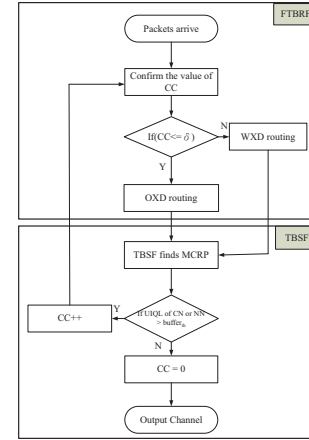 FTBRF
Packets arrive
Confirm the value of
CC
If(CC<= δ)
N
WXD routing
Y
OXD routing
TBSF
TBSF finds MCRP
If UIQL of CN or NN
> buffer_th
Y
CC++
N
CC = 0
Output Channel